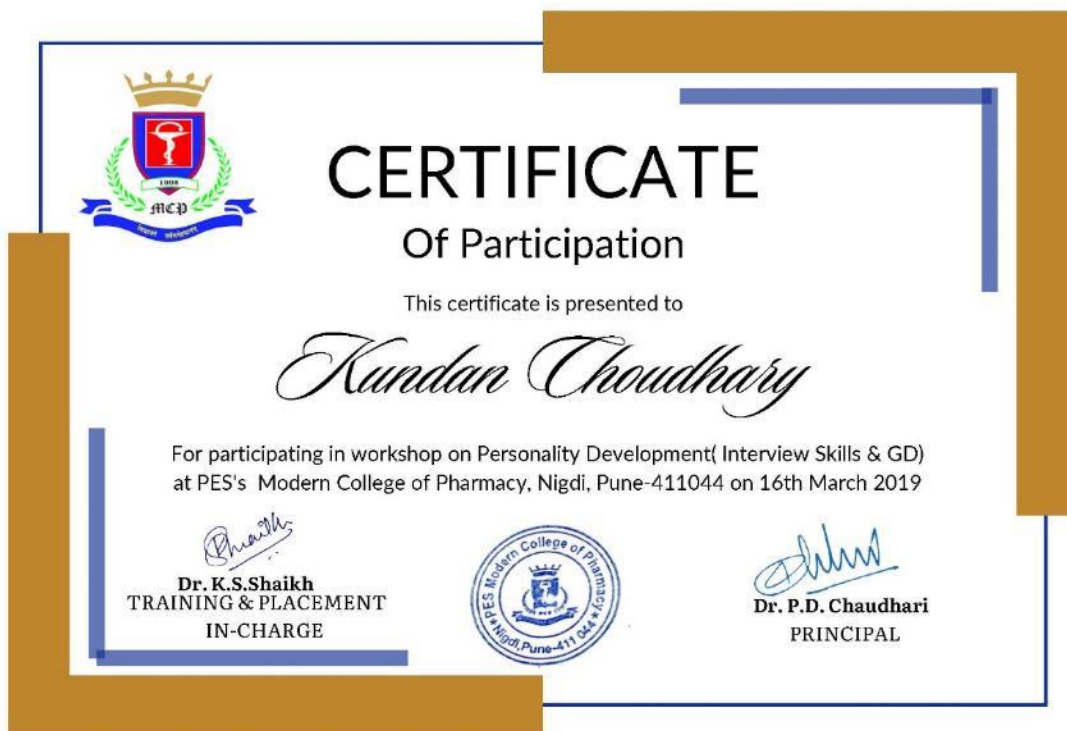 1998
MCP
CERTIFICATE
Of Participation
This certificate is presented to
Kundan Choudhary
For participating in workshop on Personality Development( Interview Skills & GD)
at PES's Modern College of Pharmacy, Nigdi, Pune-411044 on 16th March 2019
Dr. K.S.Shaikh
TRAINING & PLACEMENT
IN-CHARGE
PES Modern College of Pharmacy
Nigdi,Pune-411 044
Dr. P.D. Chaudhari
PRINCIPAL